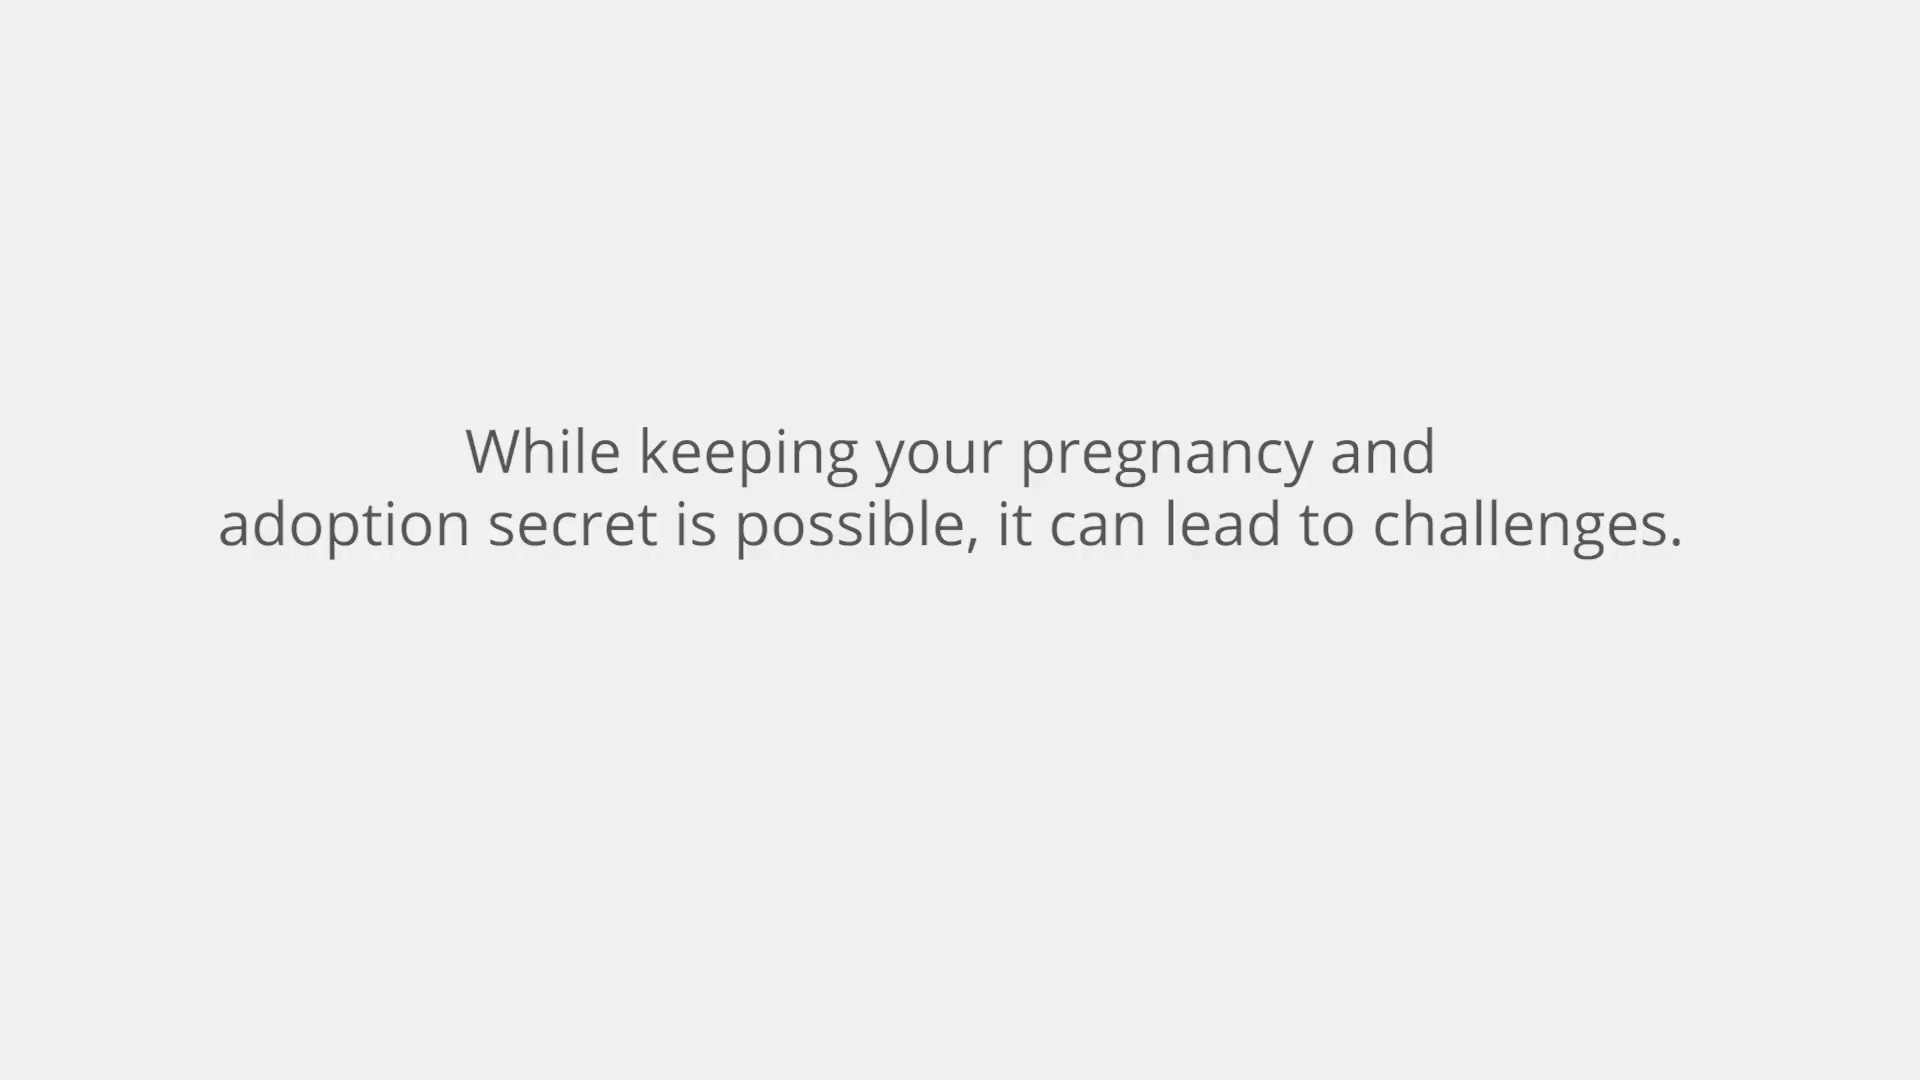 While keeping your pregnancy and
adoption secret is possible, it can lead to challenges.